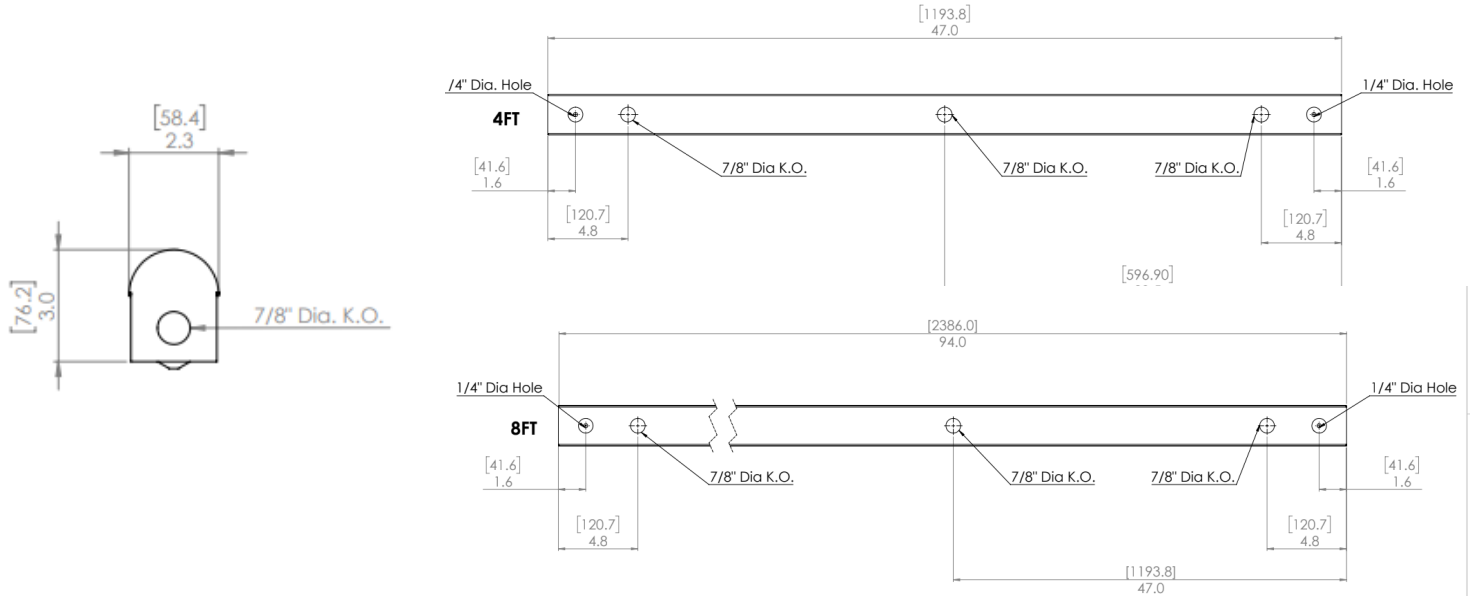 [58.4]
2.3
[76.2]
3.0
7/8" Dia. K.O.
[1193.8]
47.0
/4" Dia. Hole
1/4" Dia. Hole
4FT
7/8" Dia K.O.
7/8" Dia K.O.
7/8" Dia K.O.
[41.6]
1.6
[41.6]
1.6
[120.7]
4.8
[120.7]
4.8
[596.90]
[2386.0]
94.0
1/4" Dia Hole
1/4" Dia Hole
8FT
7/8" Dia K.O.
7/8" Dia K.O.
7/8" Dia K.O.
[41.6]
1.6
[41.6]
1.6
[120.7]
4.8
[120.7]
4.8
[1193.8]
47.0